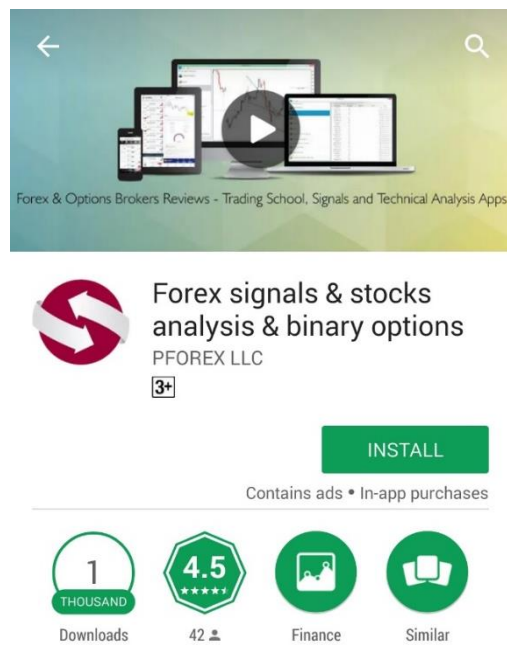 Forex & Options Brokers Reviews - Trading School, Signals and Technical Analysis Apps
Forex signals & stocks
analysis & binary options
PFOREX LLC
3+
INSTALL
Contains ads • In-app purchases
1
THOUSAND
Downloads
4.5
42
Finance
Similar